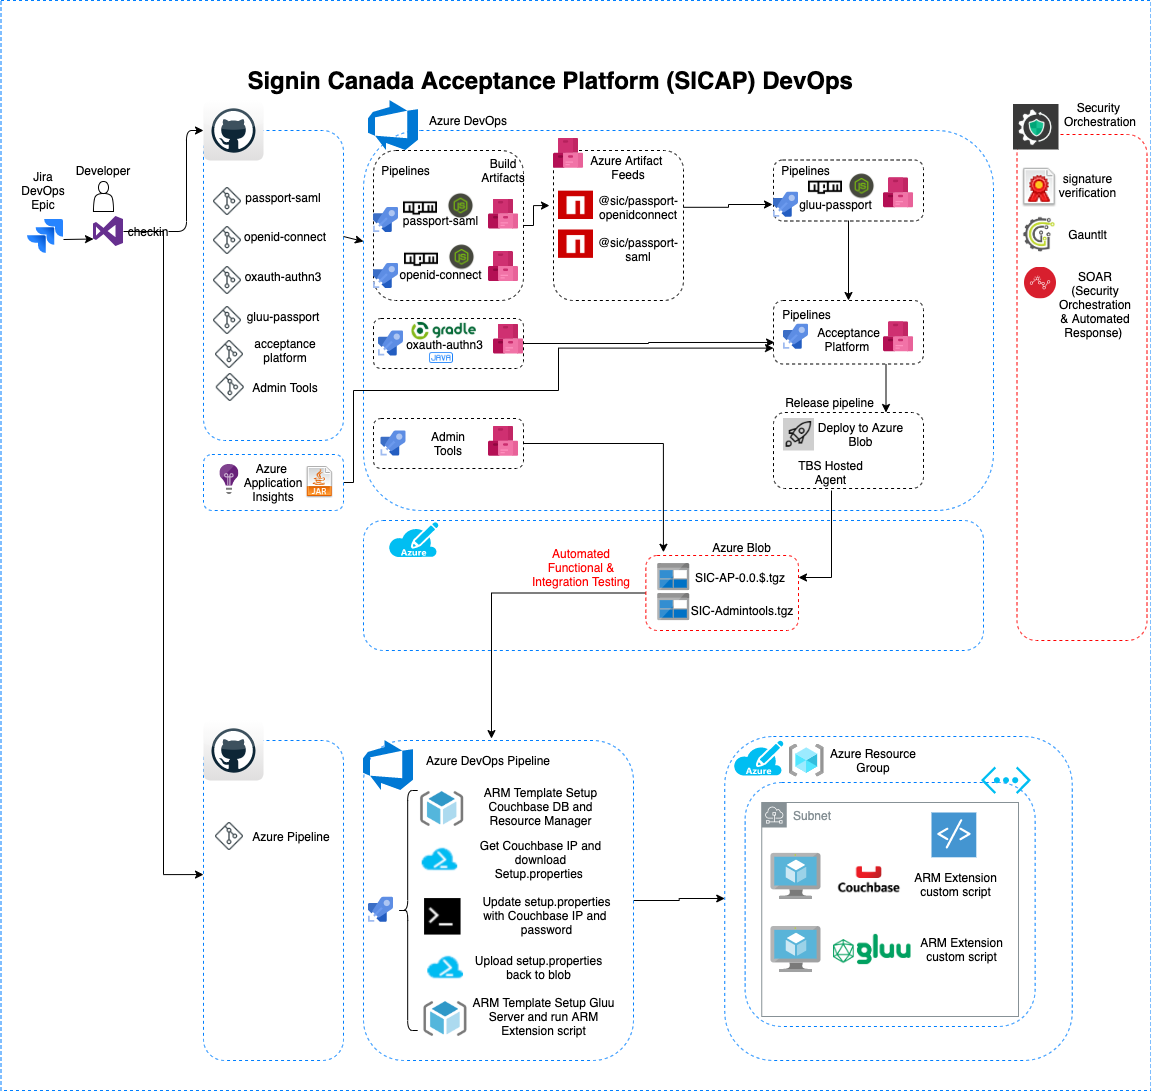 Signin Canada Acceptance Platform (SICAP) DevOps
Security
Orchestration
Azure DevOps
Jira
DevOps
Epic
Developer
checkin
passport-saml
openid-connect
oxauth-authn3
gluu-passport
acceptance
platform
Admin Tools
Azure
Application
Insights
JAR
Pipelines
Build
Artifacts
npm
JS
passport-saml
npm
JS
openid-connect
Azure Artifact
Feeds
@sic/passport-
openidconnect
@sic/passport-
saml
Pipelines
npm
JS
gluu-passport
gradle
oxauth-authn3
JAVA
Pipelines
Acceptance
Platform
Admin
Tools
Release pipeline
Deploy to Azure
Blob
TBS Hosted
Agent
signature
verification
Gauntlt
SOAR
(Security
Orchestration
& Automated
Response)
Azure
Automated
Functional &
Integration Testing
Azure Blob
SIC-AP-0.0.$.tgz
SIC-Admintools.tgz
Azure Pipeline
Azure DevOps Pipeline
ARM Template Setup
Couchbase DB and
Resource Manager
Get Couchbase IP and
download
Setup.properties
Update setup.properties
with Couchbase IP and
password
Upload setup.properties
back to blob
ARM Template Setup Gluu
Server and run ARM
Extension script
Azure
Azure Resource
Group
Subnet
Couchbase
ARM Extension
custom script
gluu
ARM Extension
custom script